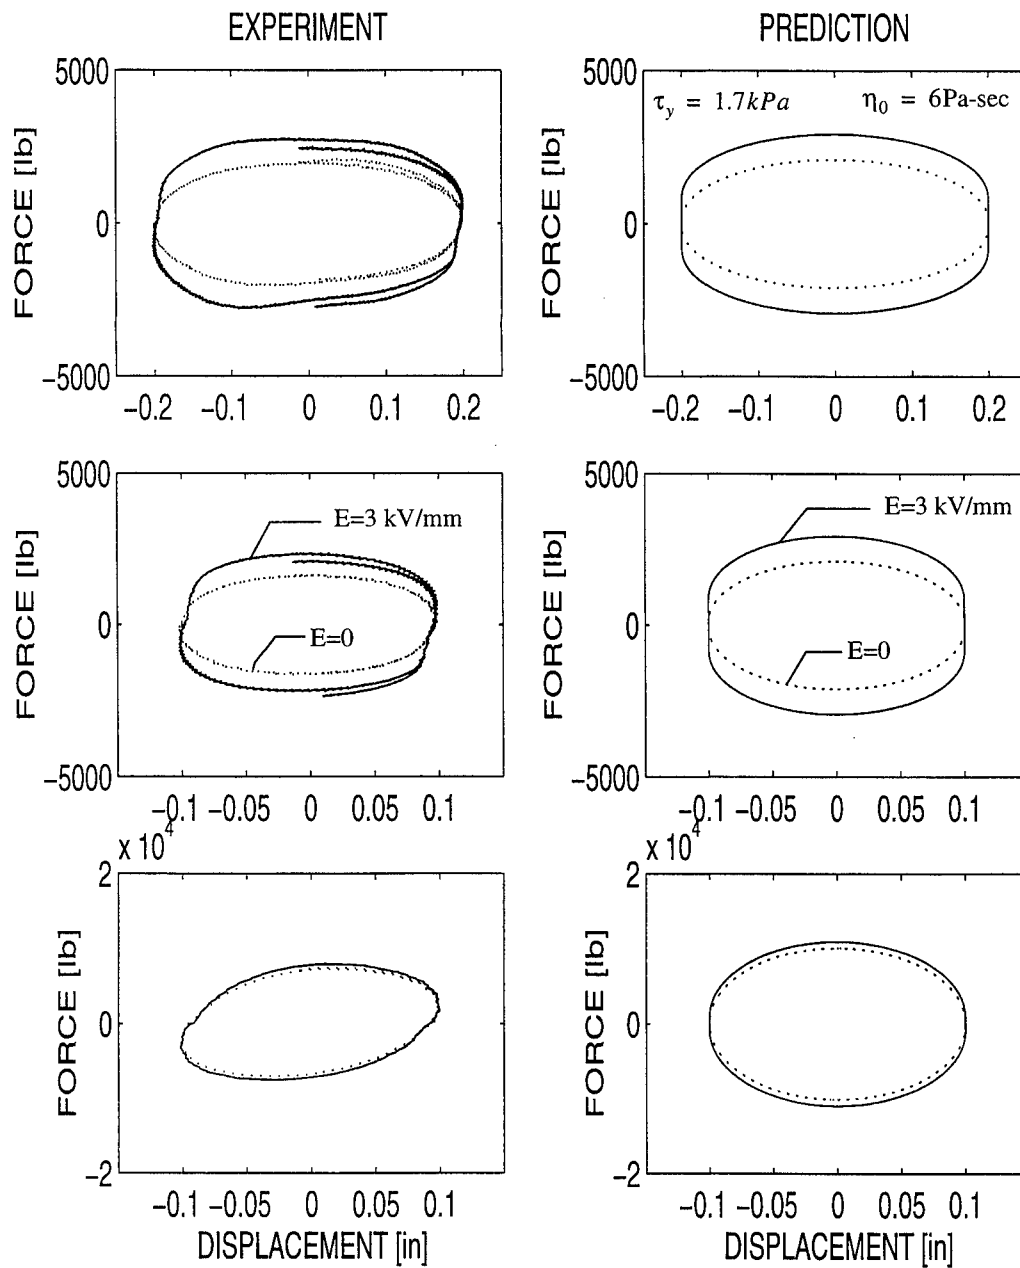 EXPERIMENT
PREDICTION
5000
0
−5000
FORCE [lb]
−0.2 −0.1 0 0.1 0.2
5000
0
−5000
FORCE [lb]
τy = 1.7kPa
η0 = 6Pa-sec
−0.2 −0.1 0 0.1 0.2
5000
0
−5000
FORCE [lb]
E=3 kV/mm
E=0
−0.1 −0.05 0 0.05 0.1
5000
0
−5000
FORCE [lb]
E=3 kV/mm
E=0
−0.1 −0.05 0 0.05 0.1
x 10^4
2
0
−2
FORCE [lb]
−0.1 −0.05 0 0.05 0.1
DISPLACEMENT [in]
x 10^4
2
0
−2
FORCE [lb]
−0.1 −0.05 0 0.05 0.1
DISPLACEMENT [in]